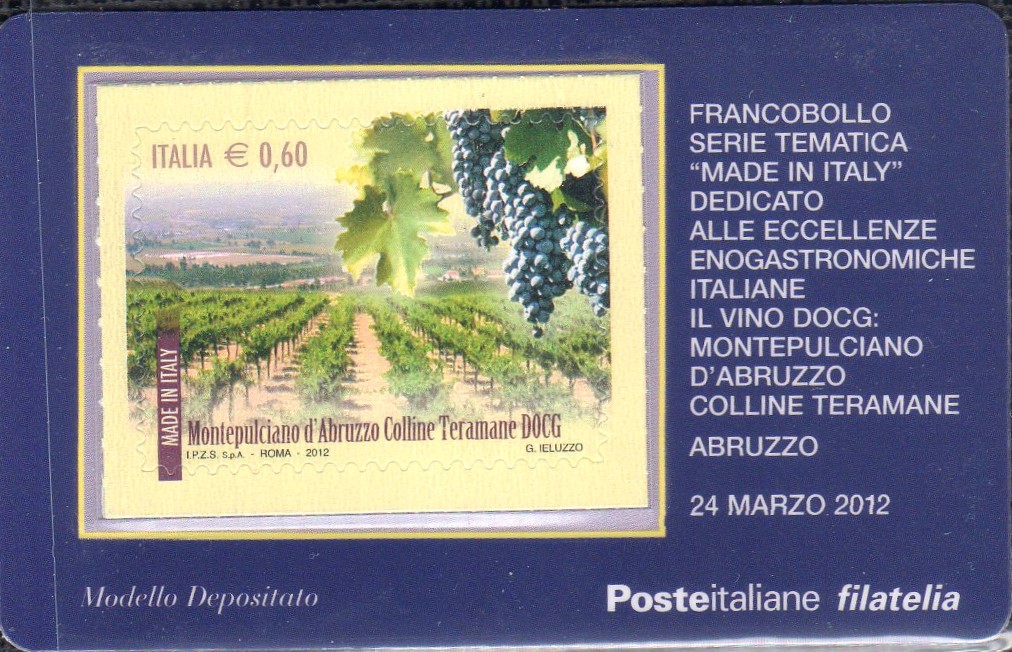 ITALIA € 0,60
MADE IN ITALY
Montepulciano d'Abruzzo Colline Teramane DOCG
I.P.Z.S. S.p.A. - ROMA - 2012
G. IELUZZO
FRANCOBOLLO
SERIE TEMATICA
“MADE IN ITALY”
DEDICATO
ALLE ECCELLENZE
ENOGASTRONOMICHE
ITALIANE
IL VINO DOCG:
MONTEPULCIANO
D’ABRUZZO
COLLINE TERAMANE
ABRUZZO
24 MARZO 2012
Modello Depositato
Posteitaliane filatelia